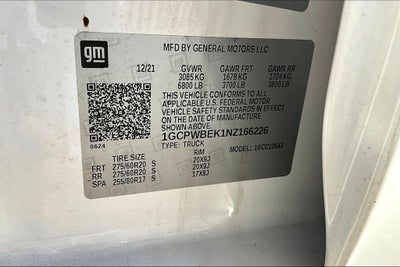 gm
MFD BY GENERAL MOTORS LLC
12/21 GVWR GAWR FRT GAWR RR
3085 KG 1678 KG 1724 KG
6800 LB 3700 LB 3800 LB
THIS VEHICLE CONFORMS TO ALL
APPLICABLE U.S. FEDERAL MOTOR
VEHICLE SAFETY STANDARDS IN EFFECT
ON THE DATE OF MANUFACTURE
SHOWN ABOVE.
1GCPWBEK1NZ166226
8624 TYPE: TRUCK MODEL:
TIRE SIZE RIM
FRT 275/60R20 S 20X9J
RR 275/60R20 S 20X9J
SPA 255/80R17 S 17X8J